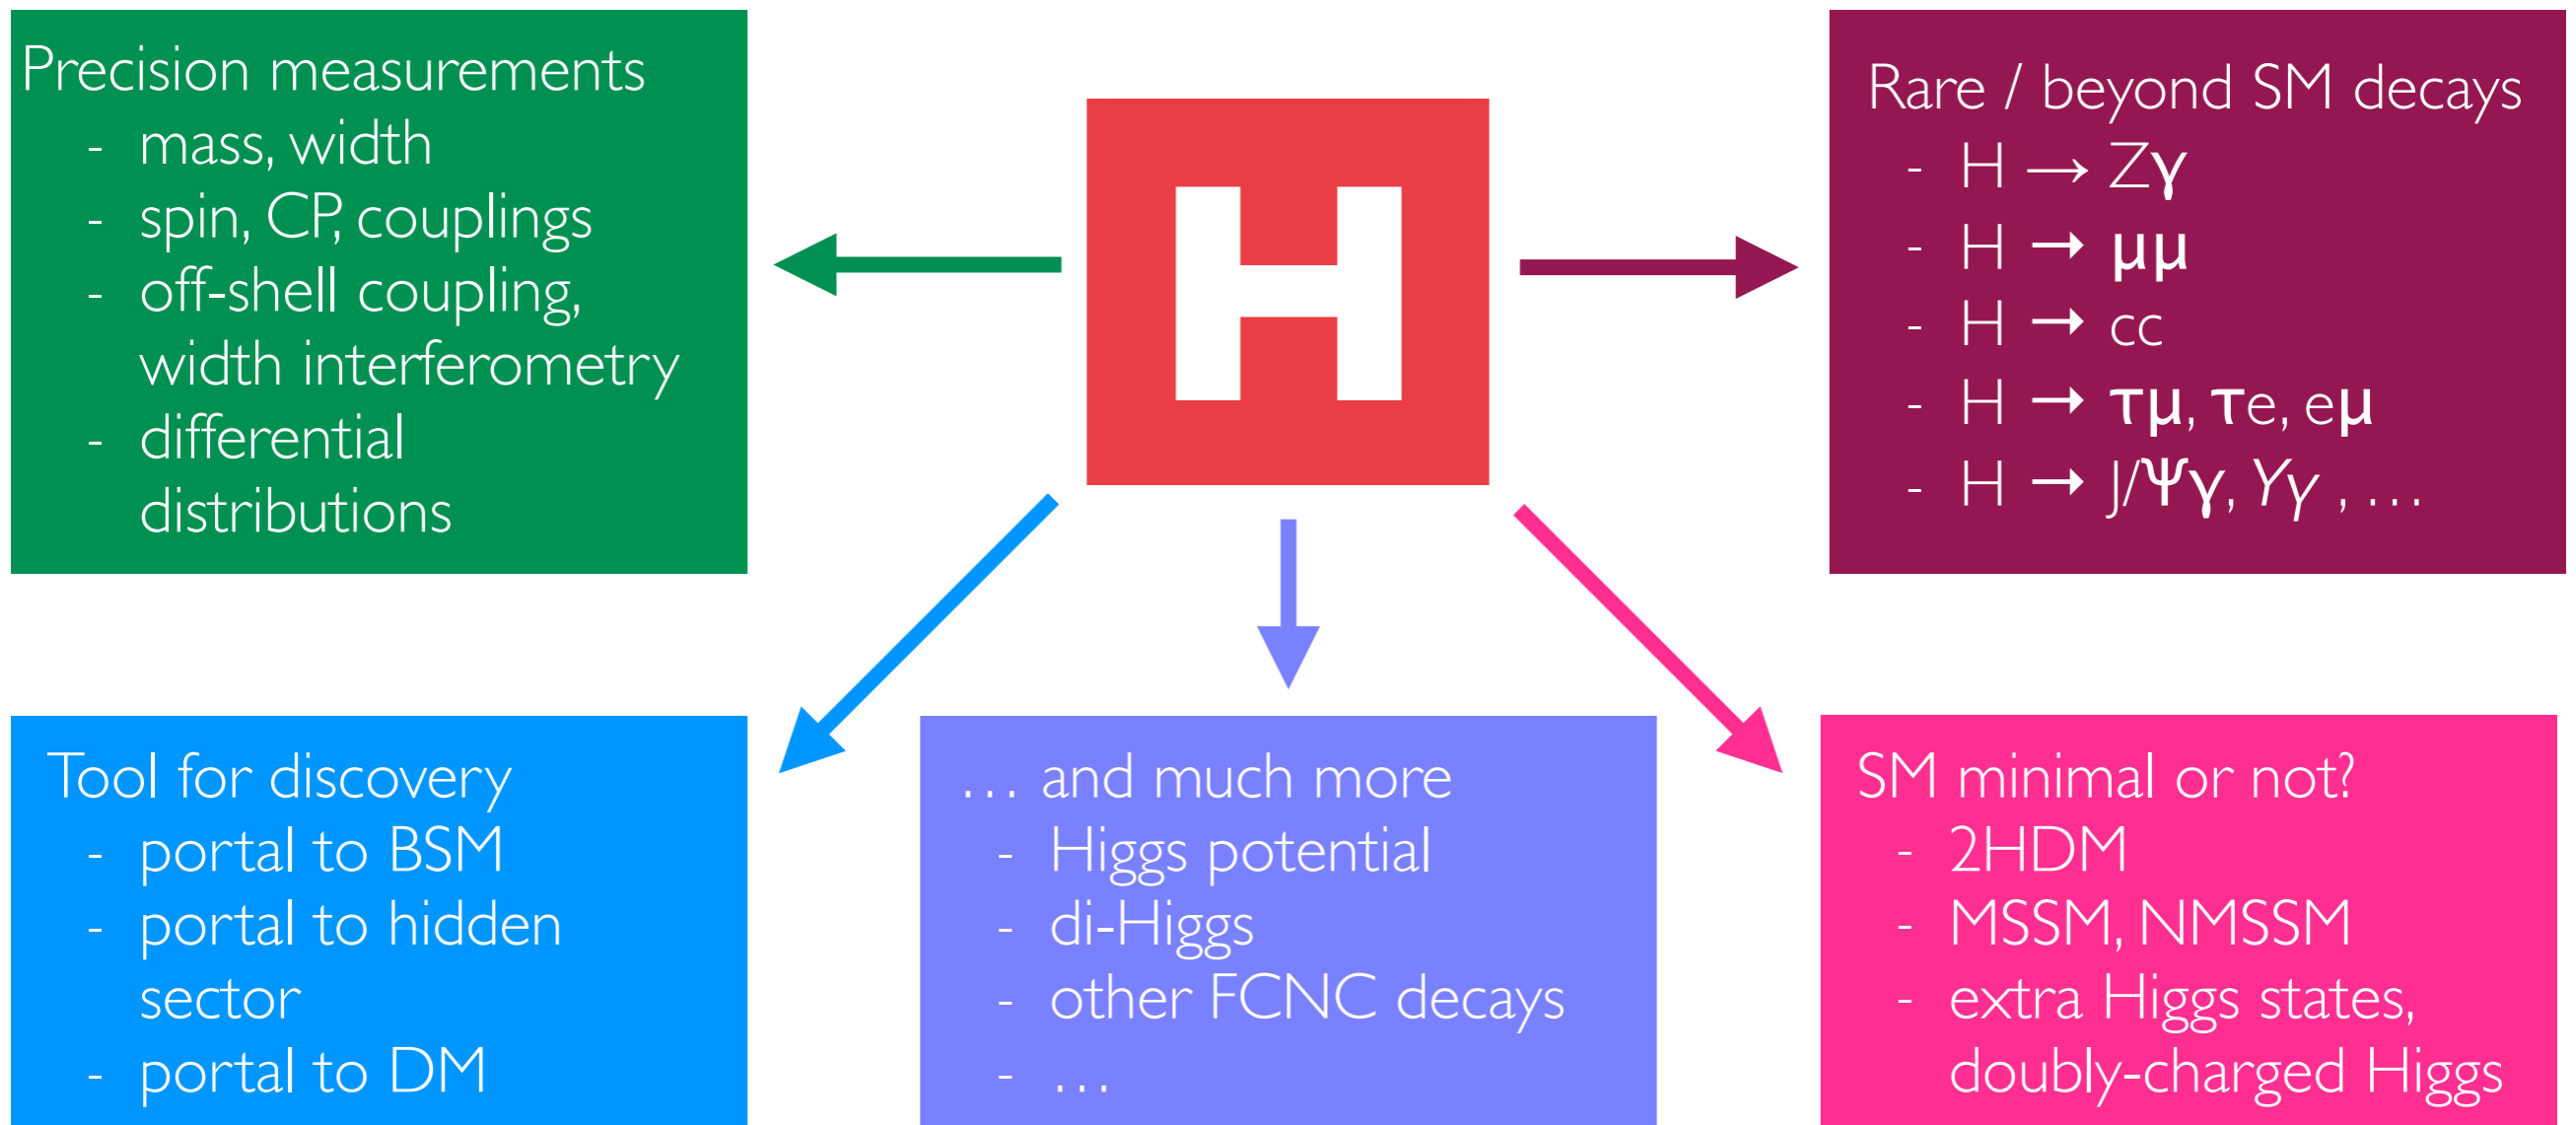 Precision measurements
- mass, width
- spin, CP, couplings
- off-shell coupling,
width interferometry
- differential
distributions
H
Rare / beyond SM decays
- H → Zγ
- H → μμ
- H → cc
- H → τμ, τe, eμ
- H → J/Ψγ, Yγ , …
Tool for discovery
- portal to BSM
- portal to hidden
sector
- portal to DM
… and much more
- Higgs potential
- di-Higgs
- other FCNC decays
- …
SM minimal or not?
- 2HDM
- MSSM, NMSSM
- extra Higgs states,
doubly-charged Higgs